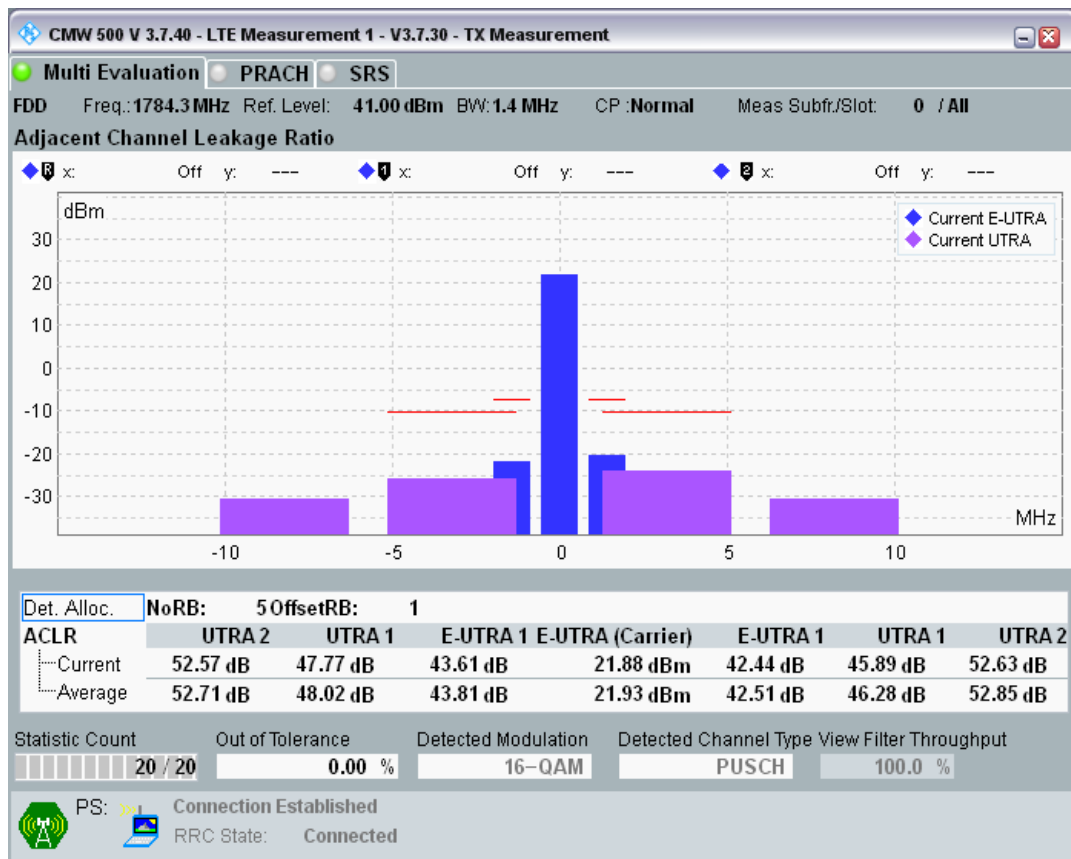 CMW 500 V 3.7.40 - LTE Measurement 1 - V3.7.30 - TX Measurement
Multi Evaluation PRACH SRS
FDD Freq.: 1784.3 MHz Ref. Level: 41.00 dBm BW: 1.4 MHz CP : Normal Meas Subfr./Slot: 0 / All
Adjacent Channel Leakage Ratio
R x: Off y: --- 1 x: Off y: --- 2 x: Off y: ---
dBm
Current E-UTRA
Current UTRA
30
20
10
0
-10
-20
-30
MHz
-10 -5 0 5 10
Det. Alloc. NoRB: 5 OffsetRB: 1
ACLR UTRA 2 UTRA 1 E-UTRA 1 E-UTRA (Carrier) E-UTRA 1 UTRA 1 UTRA 2
Current 52.57 dB 47.77 dB 43.61 dB 21.88 dBm 42.44 dB 45.89 dB 52.63 dB
Average 52.71 dB 48.02 dB 43.81 dB 21.93 dBm 42.51 dB 46.28 dB 52.85 dB
Statistic Count Out of Tolerance Detected Modulation Detected Channel Type View Filter Throughput
20 / 20 0.00 % 16-QAM PUSCH 100.0 %
PS: Connection Established
RRC State: Connected